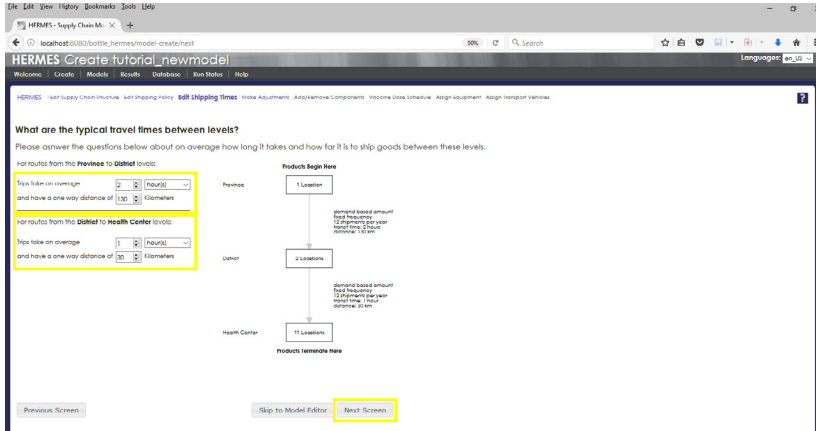 File Edit View History Bookmarks Tools Help
HERMES - Supply Chain Mo × +
localhost:8080/bottle_hermes/model-create/next 90% Search
HERMES Create tutorial_newmodel
Languages: en_US
Welcome Create Models Results Database Run Status Help
HERMES Edit Supply Chain Structure Edit Shipping Policy Edit Shipping Times Make Adjustments Add/Remove Components Vaccine Dose Schedule Assign Equipment Assign Transport Vehicles ?
What are the typical travel times between levels?
Please asnwer the questions below about on average how long it takes and how far it is to ship goods between these levels.
For routes from the Province to District levels:
Trips take on average 2 hour(s)
and have a one way distance of 130 Kilometers
For routes from the District to Health Center levels:
Trips take on average 1 hour(s)
and have a one way distance of 30 Kilometers
Products Begin Here
Province 1 Location
demand based amount
fixed frequency
12 shipments per year
transit time: 2 hours
distance: 130 km
District 2 Locations
demand based amount
fixed frequency
12 shipments per year
transit time: 1 hour
distance: 30 km
Health Center 11 Locations
Products Terminate Here
Previous Screen Skip to Model Editor Next Screen